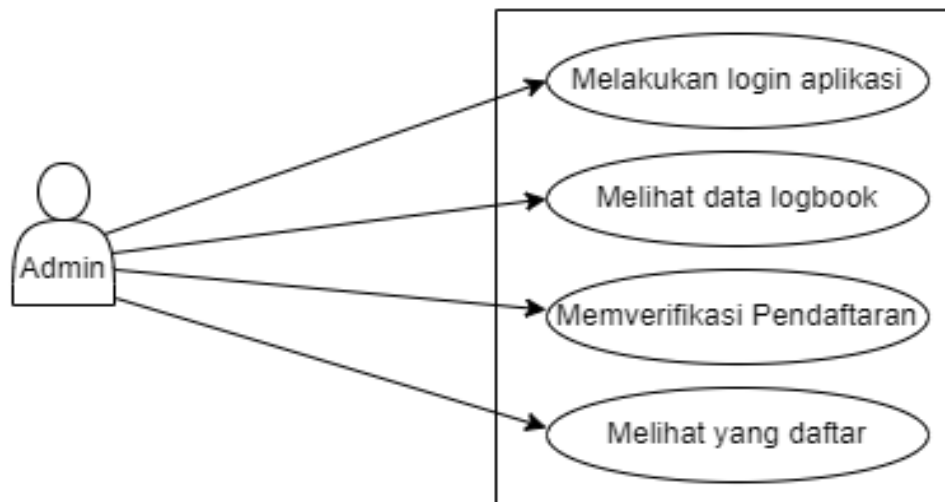 Melakukan login aplikasi
Melihat data logbook
Admin
Memverifikasi Pendaftaran
Melihat yang daftar